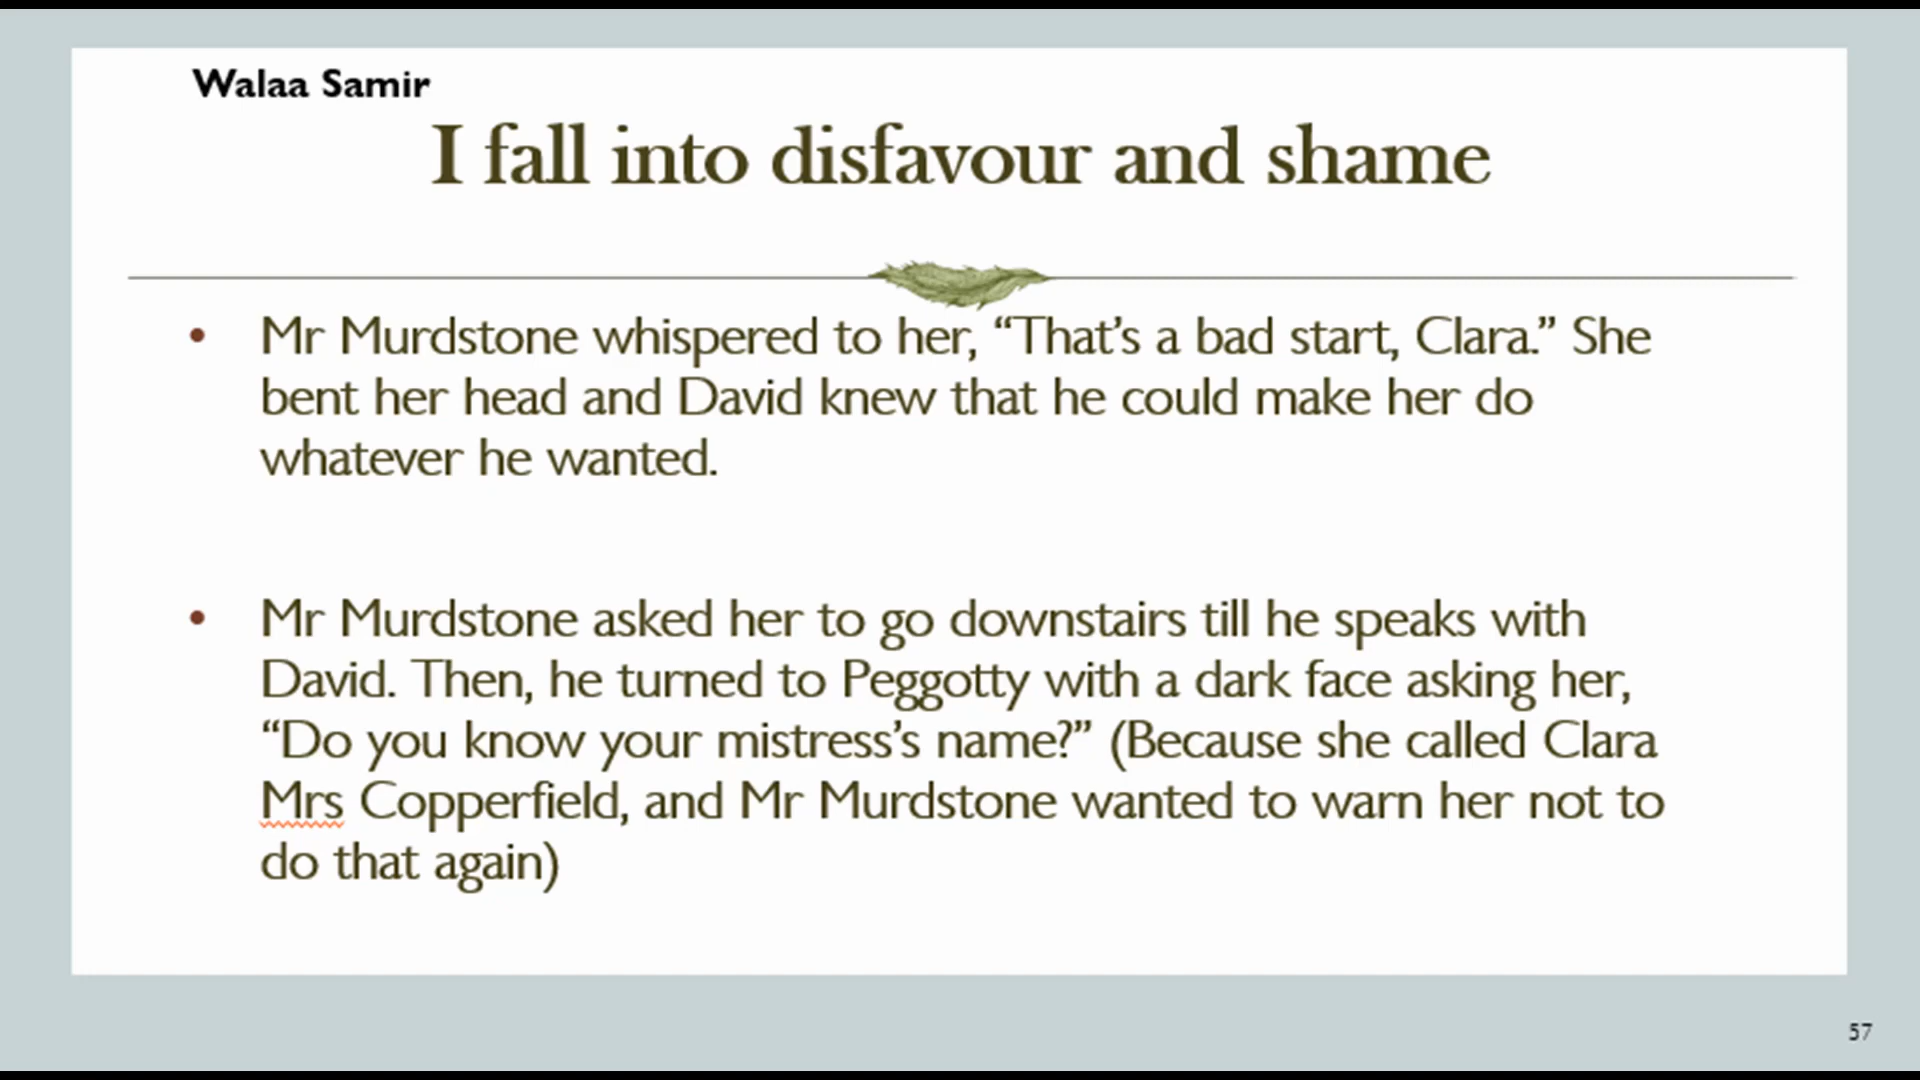 Walaa Samir
I fall into disfavour and shame
• Mr Murdstone whispered to her, “That’s a bad start, Clara.” She
bent her head and David knew that he could make her do
whatever he wanted.
• Mr Murdstone asked her to go downstairs till he speaks with
David. Then, he turned to Peggotty with a dark face asking her,
“Do you know your mistress’s name?” (Because she called Clara
Mrs Copperfield, and Mr Murdstone wanted to warn her not to
do that again)
57